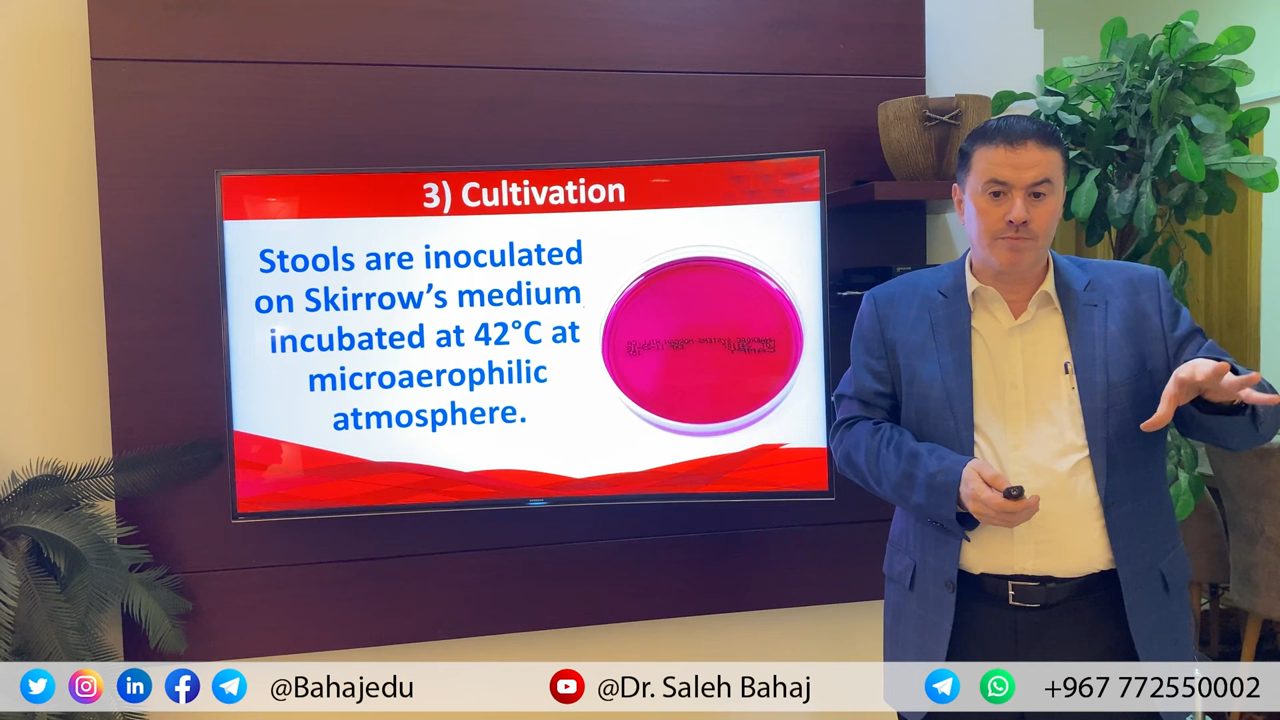 3) Cultivation
Stools are inoculated
on Skirrow’s medium
incubated at 42°C at
microaerophilic
atmosphere.
@Bahajedu
@Dr. Saleh Bahaj
+967 772550002